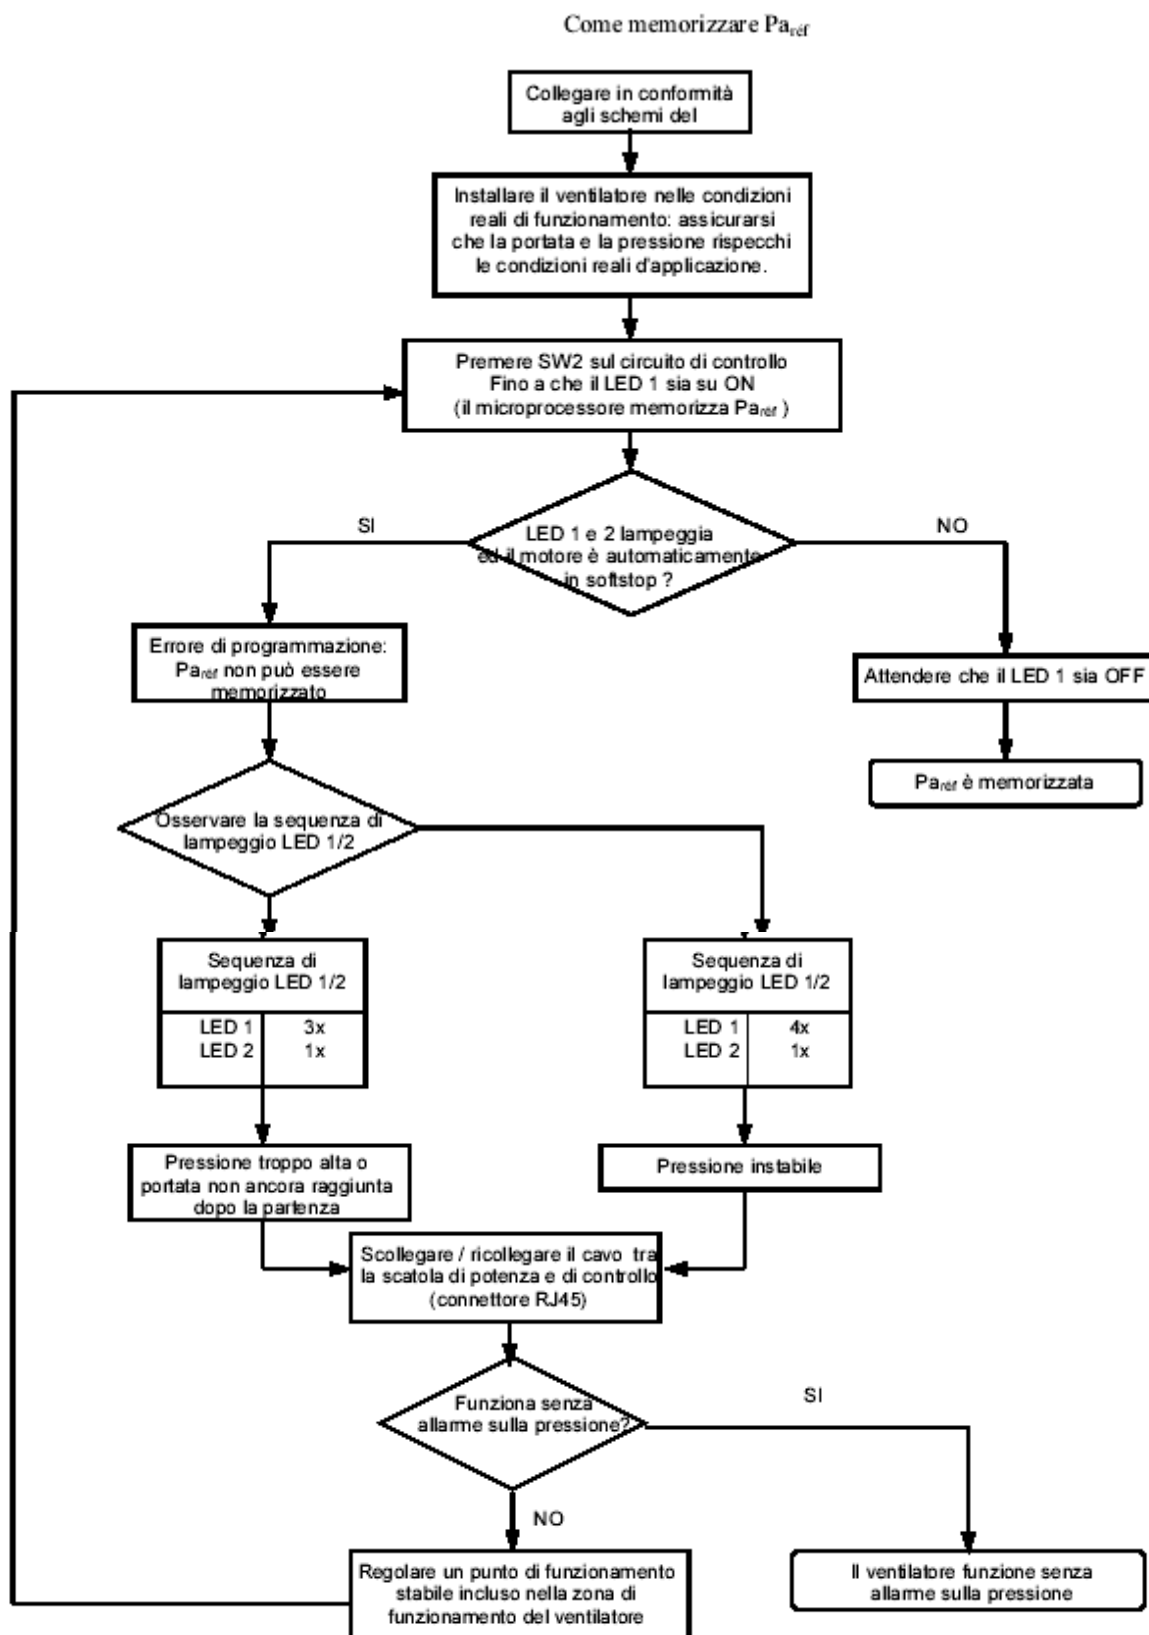 Come memorizzare Pa réf
Collegare in conformità
agli schemi del
Installare il ventilatore nelle condizioni
reali di funzionamento: assicurarsi
che la portata e la pressione rispecchi
le condizioni reali d'applicazione.
Premere SW2 sul circuito di controllo
Fino a che il LED 1 sia su ON
(il microprocessore memorizza Pa réf )
SI
NO
LED 1 e 2 lampeggia
ed il motore è automaticamente
in softstop ?
Errore di programmazione:
Pa réf non può essere
memorizzato
Attendere che il LED 1 sia OFF
Pa réf è memorizzata
Osservare la sequenza di
lampeggio LED 1/2
Sequenza di
lampeggio LED 1/2
LED 1 3x
LED 2 1x
Sequenza di
lampeggio LED 1/2
LED 1 4x
LED 2 1x
Pressione troppo alta o
portata non ancora raggiunta
dopo la partenza
Pressione instabile
Scollegare / ricollegare il cavo tra
la scatola di potenza e di controllo
(connettore RJ45)
Funziona senza
allarme sulla pressione?
SI
NO
Regolare un punto di funzionamento
stabile incluso nella zona di
funzionamento del ventilatore
Il ventilatore funzione senza
allarme sulla pressione